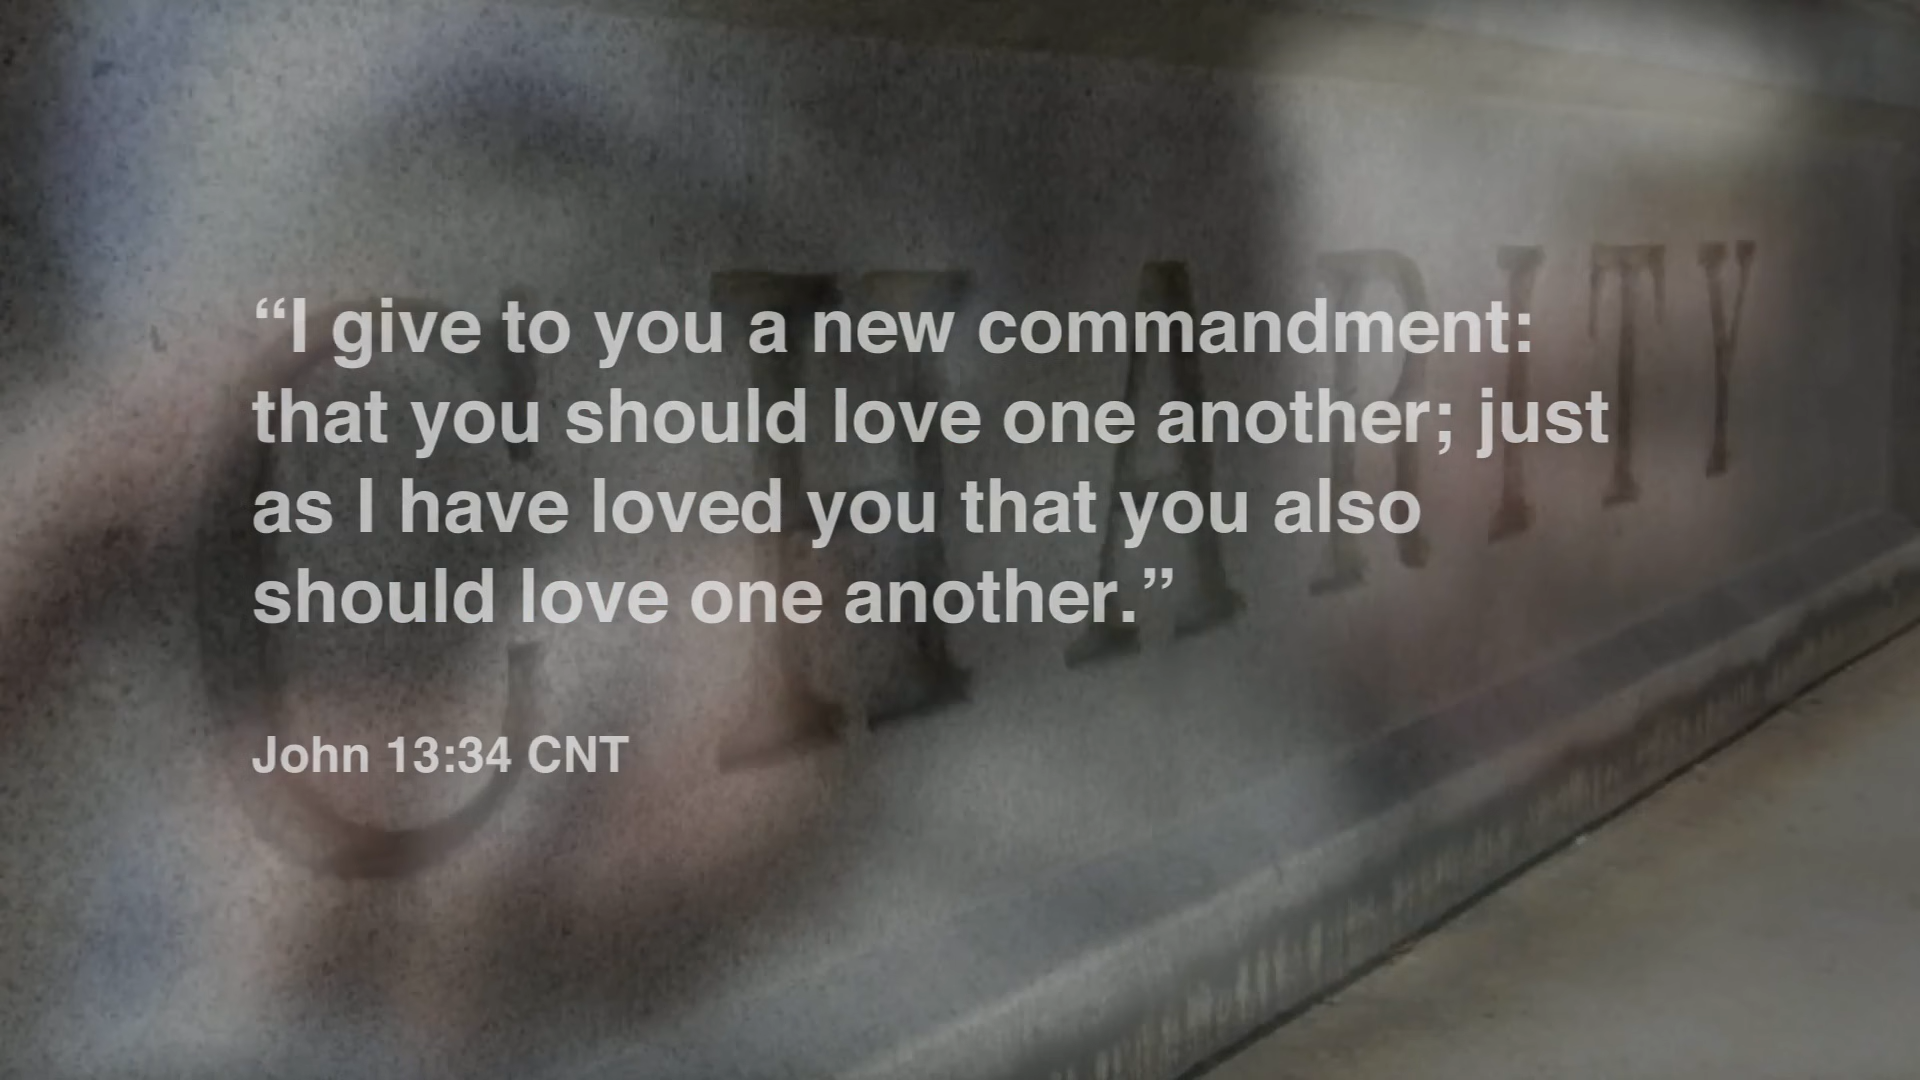 “I give to you a new commandment:
that you should love one another; just
as I have loved you that you also
should love one another.”
John 13:34 CNT
CHARITY